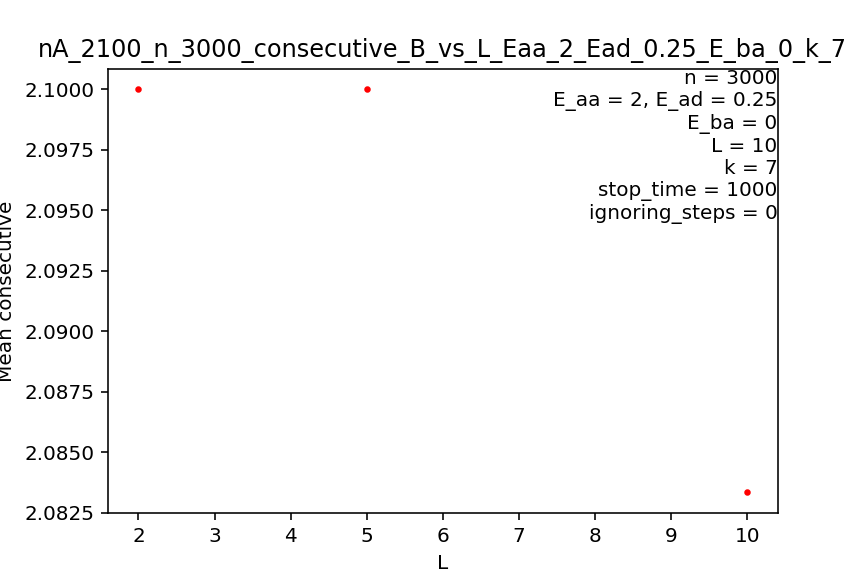 nA_2100_n_3000_consecutive_B_vs_L_Eaa_2_Ead_0.25_E_ba_0_k_7
n = 3000
E_aa = 2, E_ad = 0.25
E_ba = 0
L = 10
k = 7
stop_time = 1000
ignoring_steps = 0
Mean consecutive
2.1000
2.0975
2.0950
2.0925
2.0900
2.0875
2.0850
2.0825
2 3 4 5 6 7 8 9 10
L